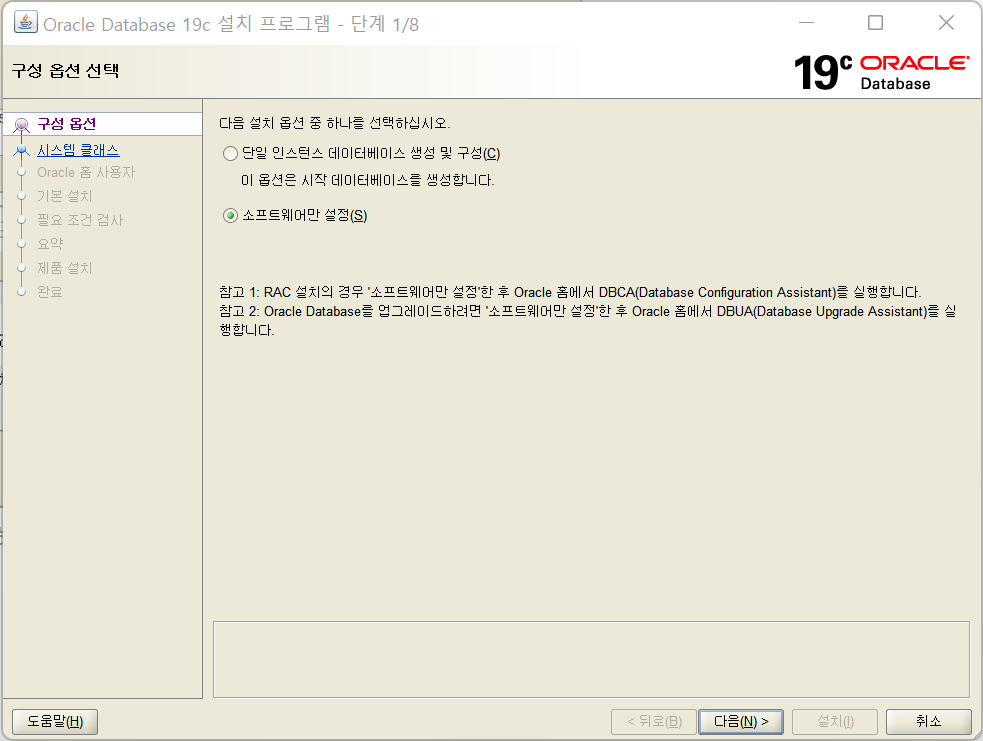 Oracle Database 19c 설치 프로그램 - 단계 1/8
구성 옵션 선택
19c ORACLE
Database
구성 옵션
시스템 클래스
Oracle 홈 사용자
기본 설치
필요 조건 검사
요약
제품 설치
완료
다음 설치 옵션 중 하나를 선택하십시오.
단일 인스턴스 데이터베이스 생성 및 구성(C)
이 옵션은 시작 데이터베이스를 생성합니다.
소프트웨어만 설정(S)
참고 1: RAC 설치의 경우 '소프트웨어만 설정'한 후 Oracle 홈에서 DBCA(Database Configuration Assistant)를 실행합니다.
참고 2: Oracle Database를 업그레이드하려면 '소프트웨어만 설정'한 후 Oracle 홈에서 DBUA(Database Upgrade Assistant)를 실
행합니다.
도움말(H)
< 뒤로(B)
다음(N) >
설치(I)
취소